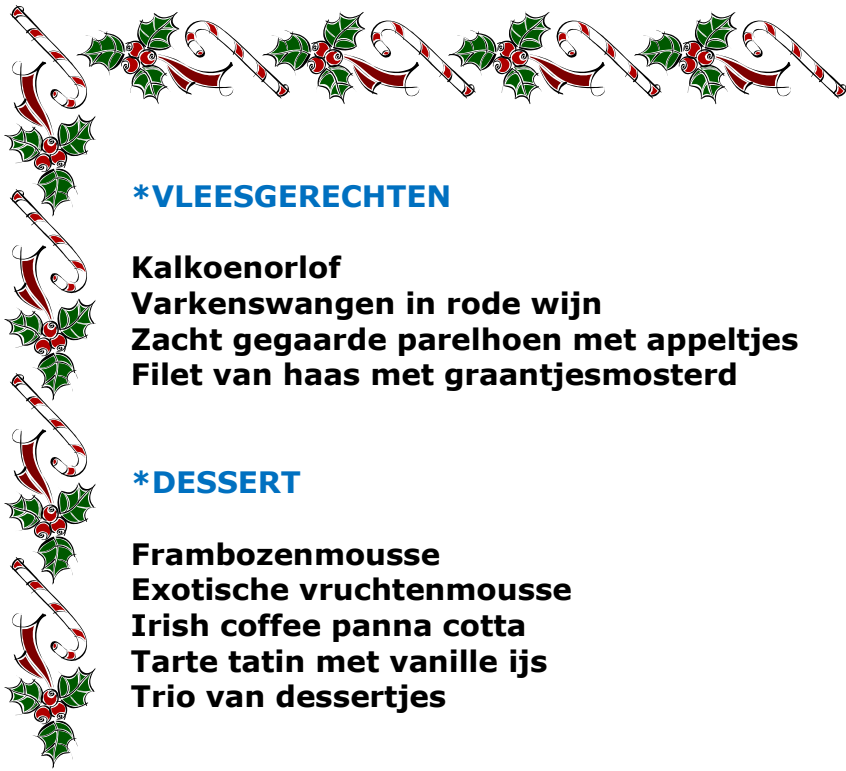 *VLEESGERECHTEN
Kalkoenorlof
Varkenswangen in rode wijn
Zacht gegaarde parelhoen met appeltjes
Filet van haas met graantjesmosterd
*DESSERT
Frambozenmousse
Exotische vruchtenmousse
Irish coffee panna cotta
Tarte tatin met vanille ijs
Trio van dessertjes